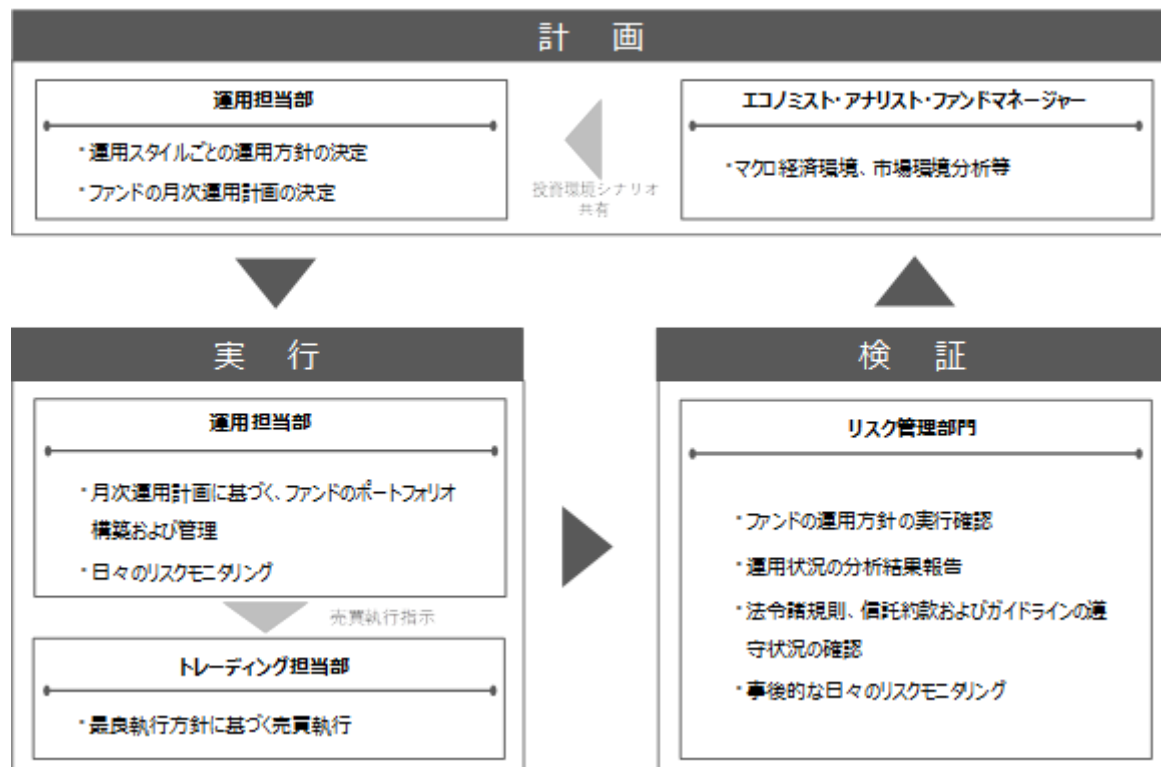 計 画
運用担当部
・運用スタイルごとの運用方針の決定
・ファンドの月次運用計画の決定
投資環境シナリオ
共有
エコノミスト・アナリスト・ファンドマネージャー
・マクロ経済環境、市場環境分析等
実 行
運用担当部
・月次運用計画に基づく、ファンドのポートフォリオ
構築および管理
・日々のリスクモニタリング
売買執行指示
トレーディング担当部
・最良執行方針に基づく売買執行
検 証
リスク管理部門
・ファンドの運用方針の実行確認
・運用状況の分析結果報告
・法令諸規則、信託約款およびガイドラインの遵
守状況の確認
・事後的な日々のリスクモニタリング